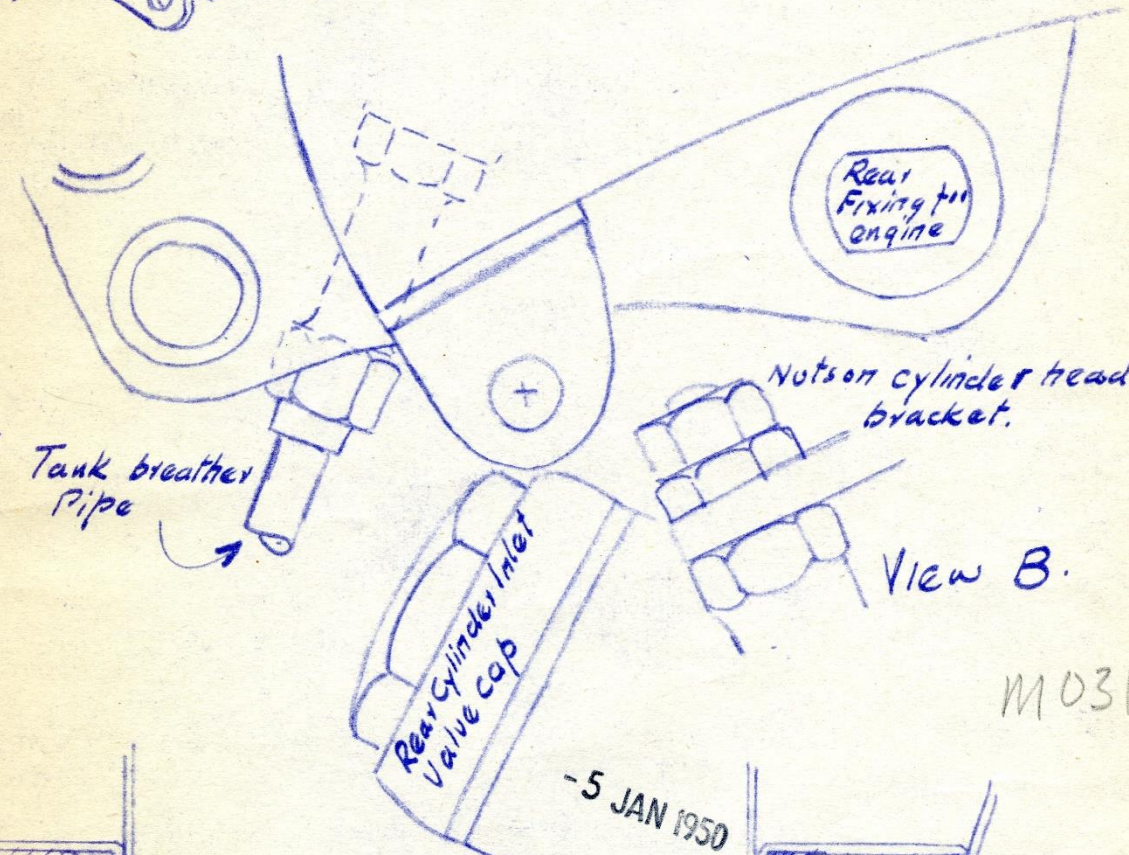 Rear
Fixing for
engine
Nuts on cylinder head
bracket.
Tank breather
Pipe
View B.
Rear Cylinder Inlet
Valve Cap
M031
-5 JAN 1950